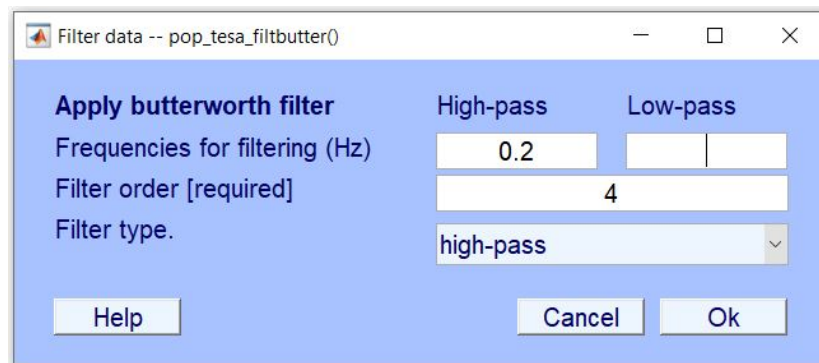 Filter data -- pop_tesa_filtbutter()
Apply butterworth filter High-pass Low-pass
Frequencies for filtering (Hz) 0.2
Filter order [required] 4
Filter type. high-pass
Help Cancel Ok